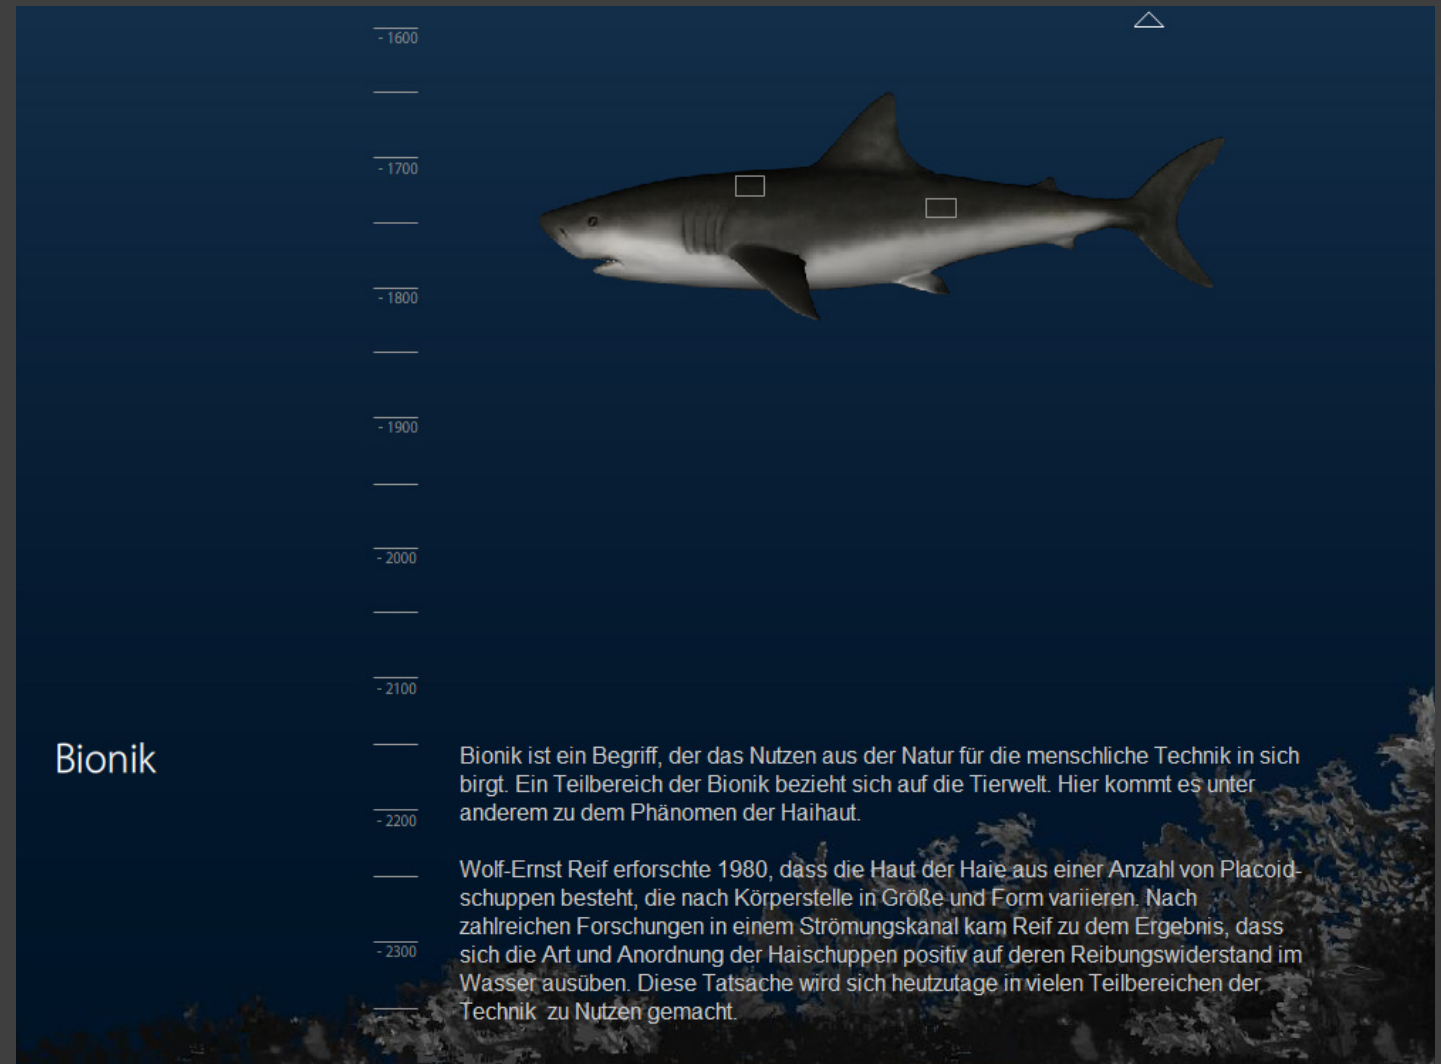 - 1600
- 1700
- 1800
- 1900
- 2000
- 2100
Bionik
Bionik ist ein Begriff, der das Nutzen aus der Natur für die menschliche Technik in sich
birgt. Ein Teilbereich der Bionik bezieht sich auf die Tierwelt. Hier kommt es unter
anderem zu dem Phänomen der Haihaut.
- 2200
Wolf-Ernst Reif erforschte 1980, dass die Haut der Haie aus einer Anzahl von Placoid-
schuppen besteht, die nach Körperstelle in Größe und Form variieren. Nach
zahlreichen Forschungen in einem Strömungskanal kam Reif zu dem Ergebnis, dass
sich die Art und Anordnung der Haischuppen positiv auf deren Reibungswiderstand im
Wasser ausüben. Diese Tatsache wird sich heutzutage in vielen Teilbereichen der
Technik  zu Nutzen gemacht.
- 2300